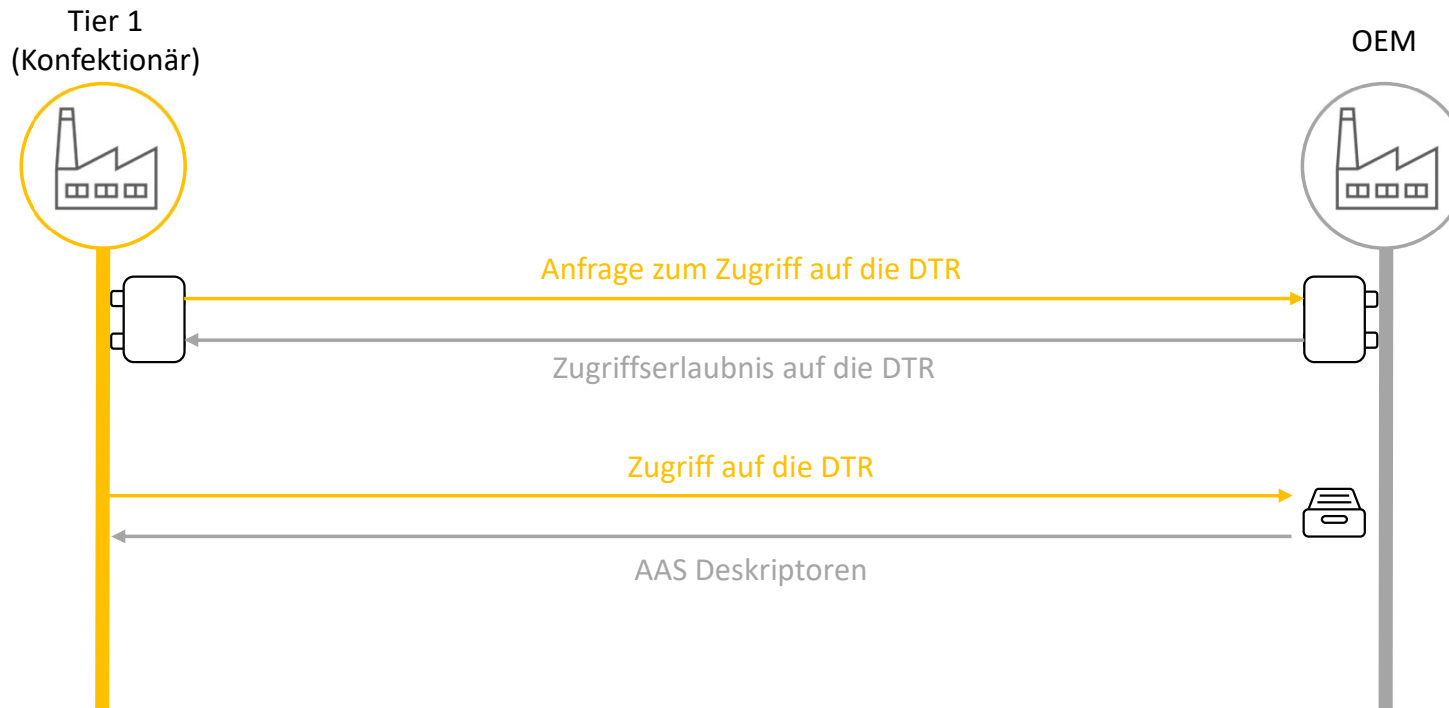 Tier 1
(Konfektionär)
OEM
Anfrage zum Zugriff auf die DTR
Zugriffserlaubnis auf die DTR
Zugriff auf die DTR
AAS Deskriptoren